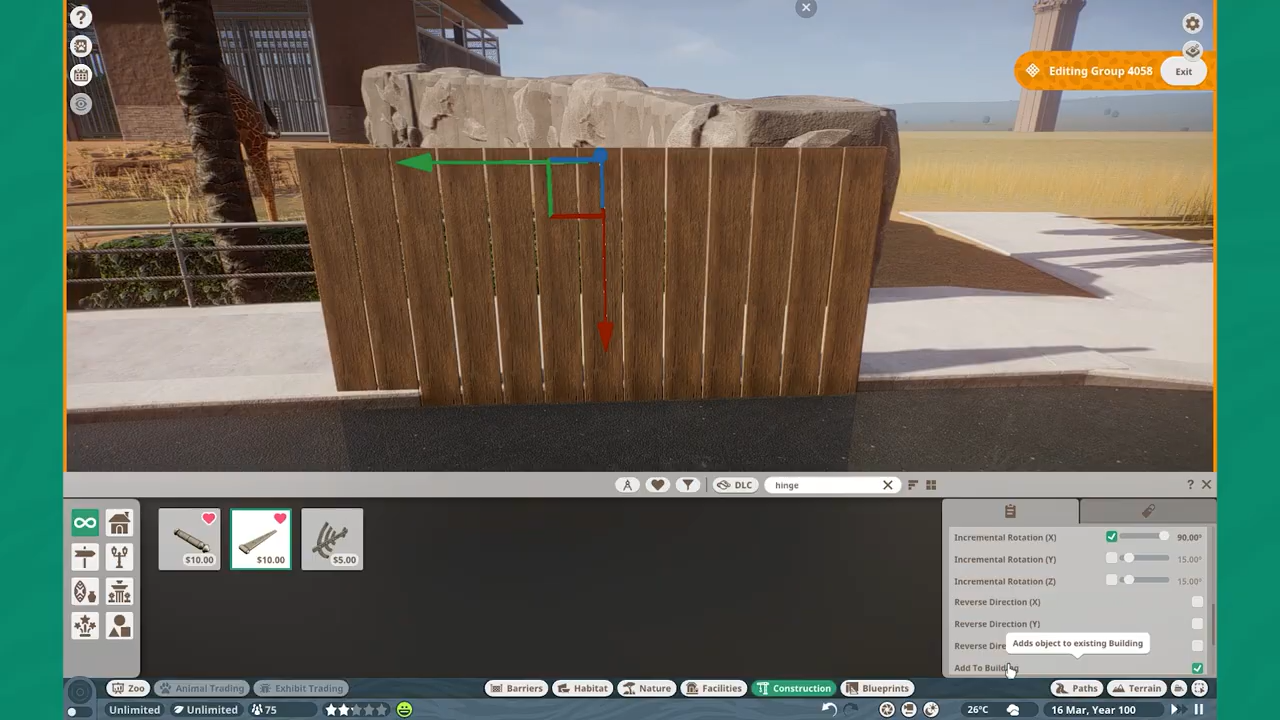 ?
Editing Group 4058
Exit
DLC
hinge
?
$10.00
$10.00
$5.00
Incremental Rotation (X)
90.00°
Incremental Rotation (Y)
15.00°
Incremental Rotation (Z)
15.00°
Reverse Direction (X)
Reverse Direction (Y)
Reverse Dire
Adds object to existing Building
Add To Building
Zoo
Animal Trading
Exhibit Trading
Barriers
Habitat
Nature
Facilities
Construction
Blueprints
Paths
Terrain
Unlimited
Unlimited
75
26°C
16 Mar, Year 100